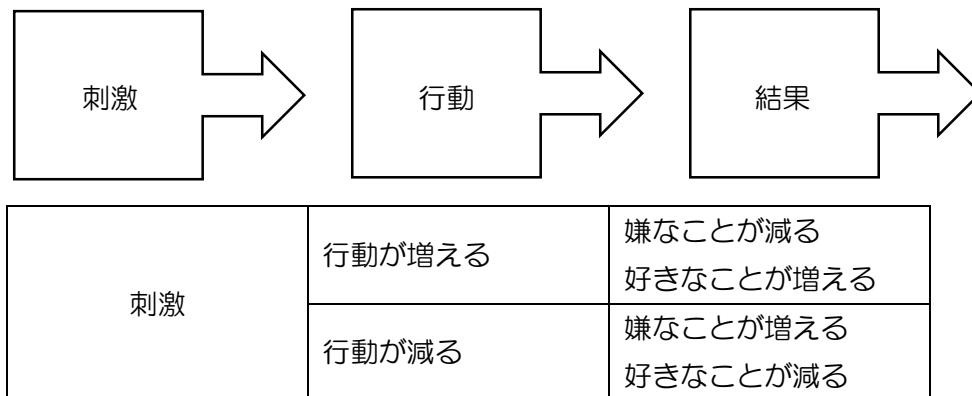 刺激
行動
結果
刺激
行動が増える
嫌なことが減る
好きなことが増える
行動が減る
嫌なことが増える
好きなことが減る